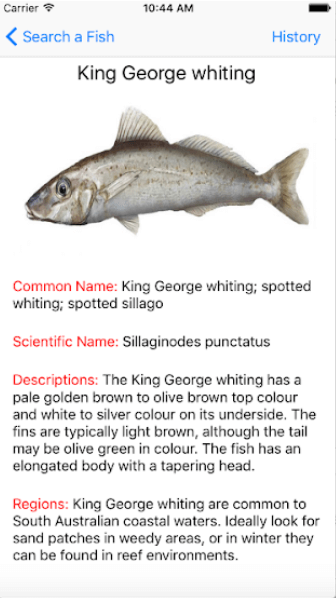 Carrier 10:44 AM
Search a Fish History
King George whiting
Common Name: King George whiting; spotted
whiting; spotted sillago
Scientific Name: Sillaginodes punctatus
Descriptions: The King George whiting has a
pale golden brown to olive brown top colour
and white to silver colour on its underside. The
fins are typically light brown, although the tail
may be olive green in colour. The fish has an
elongated body with a tapering head.
Regions: King George whiting are common to
South Australian coastal waters. Ideally look for
sand patches in weedy areas, or in winter they
can be found in reef environments.